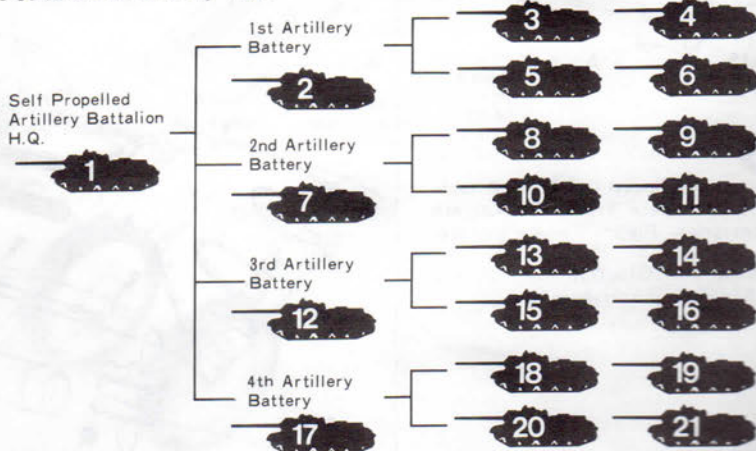 Self Propelled
Artillery Battalion
H.Q.
1
1st Artillery
Battery
2
3 4
5 6
2nd Artillery
Battery
7
8 9
10 11
3rd Artillery
Battery
12
13 14
15 16
4th Artillery
Battery
17
18 19
20 21